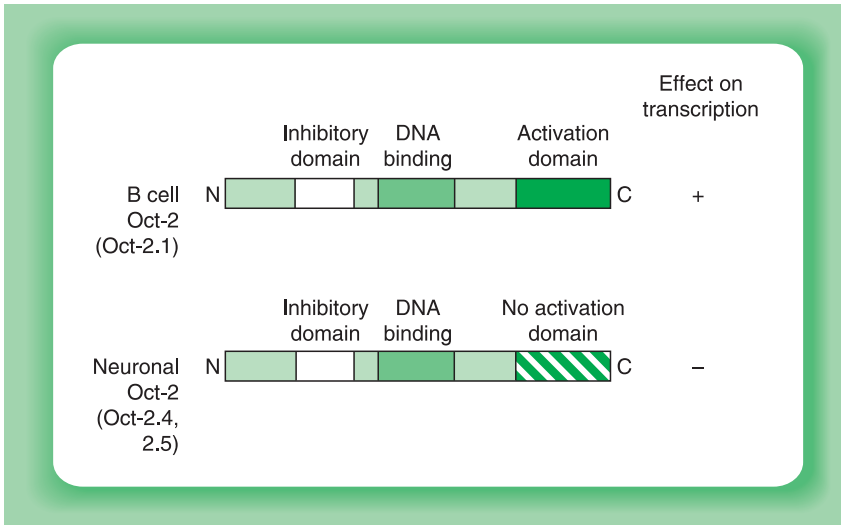 Effect on
transcription
Inhibitory DNA Activation
domain binding domain
B cell N C +
Oct-2
(Oct-2.1)
Inhibitory DNA No activation
domain binding domain
Neuronal N C –
Oct-2
(Oct-2.4,
2.5)